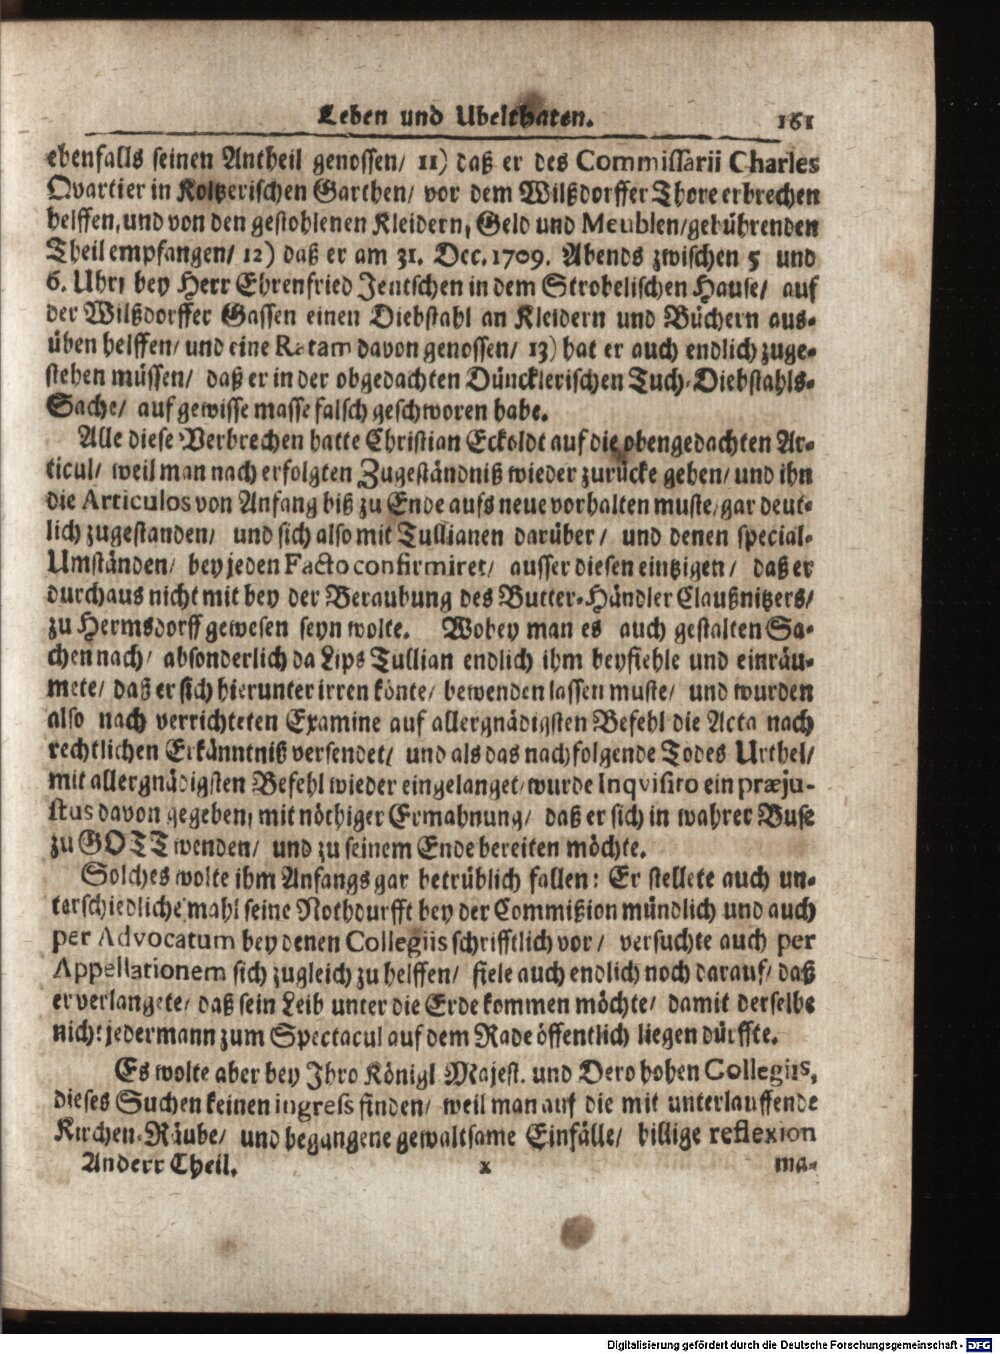 Leben und Ubelthaten. 161
ebenfalls seinen Antheil genossen/ 11) daß er des Commissarii Charles
Qvartier in Koltzerischen Garthen/ vor dem Wilßdorffer Thore erbrechen
helffen, und von den gestohlenen Kleidern, Geld und Meublen/ gebührenden
Theil empfangen/ 12) daß er am 31. Dec. 1709. Abends zwischen 5 und
6. Uhr, bey Herr Ehrenfried Jentschen in dem Strobelischen Hause/ auf
der Wilßdorffer Gassen einen Diebstahl an Kleidern und Büchern aus-
üben helffen/ und eine Ratam davon genossen/ 13) hat er auch endlich zuge-
stehen müssen/ daß er in der obgedachten Düncklerischen Tuch-Diebstahls-
Sache/ auf gewisse masse falsch geschworen habe.
Alle diese Verbrechen hatte Christian Eckoldt auf die obengedachten Ar-
ticul/ weil man nach erfolgten Zugeständniß wieder zurücke gehen/ und ihn
die Articulos von Anfang biß zu Ende aufs neue vorhalten muste, gar deut-
lich zugestanden/ und sich also mit Tullianen darüber/ und denen special-
Umständen/ bey jeden Facto confirmiret/ ausser diesen eintzigen/ daß er
durchaus nicht mit bey der Beraubung des Butter-Händler Claußnitzers/
zu Hermsdorff gewesen seyn wolte. Wobey man es auch gestalten Sa-
chen nach/ absonderlich da Lips Tullian endlich ihm beyfiehle und einräu-
mete/ daß er sich hierunter irren könte/ bewenden lassen muste/ und wurden
also nach verrichteten Examine auf allergnädigsten Befehl die Acta nach
rechtlichen Erkänntniß versendet/ und als das nachfolgende Todes Urthel/
mit allergnädigsten Befehl wieder eingelanget/ wurde Inqvisito ein præju-
stus davon gegeben, mit nöthiger Ermahnung/ daß er sich in wahrer Buse
zu GOTT wenden/ und zu seinem Ende bereiten möchte.
Solches wolte ihm Anfangs gar betrüblich fallen: Er stellete auch un-
terschiedliche mahl seine Nothdurfft bey der Commißion mündlich und auch
per Advocatum bey denen Collegiis schrifftlich vor/ versuchte auch per
Appellationem sich zugleich zu helffen/ fiele auch endlich noch darauf/ daß
er verlangete/ daß sein Leib unter die Erde kommen möchte/ damit derselbe
nicht jedermann zum Spectacul auf dem Rade öffentlich liegen dürffte.
Es wolte aber bey Ihro Königl Majest. und Dero hohen Collegiis,
dieses Suchen keinen ingress finden/ weil man auf die mit unterlauffende
Kirchen-Räube/ und begangene gewaltsame Einfälle/ billige reflexion
Anderr Theil. x ma-
Digitalisierung gefördert durch die Deutsche Forschungsgemeinschaft - DFG